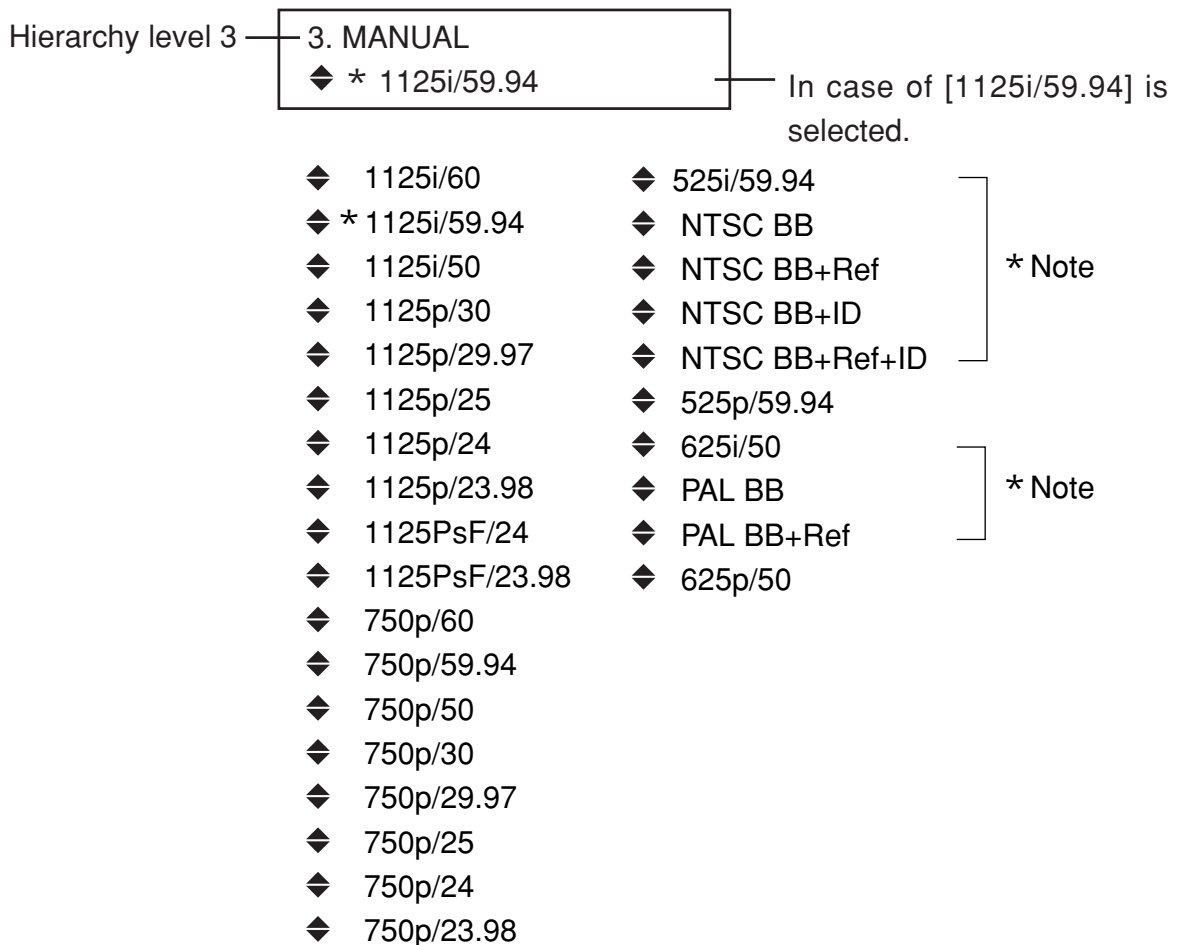 Hierarchy level 3
3. MANUAL
* 1125i/59.94
In case of [1125i/59.94] is
selected.
1125i/60
* 1125i/59.94
1125i/50
1125p/30
1125p/29.97
1125p/25
1125p/24
1125p/23.98
1125PsF/24
1125PsF/23.98
750p/60
750p/59.94
750p/50
750p/30
750p/29.97
750p/25
750p/24
750p/23.98
525i/59.94
NTSC BB
NTSC BB+Ref
NTSC BB+ID
NTSC BB+Ref+ID
* Note
525p/59.94
625i/50
PAL BB
PAL BB+Ref
* Note
625p/50